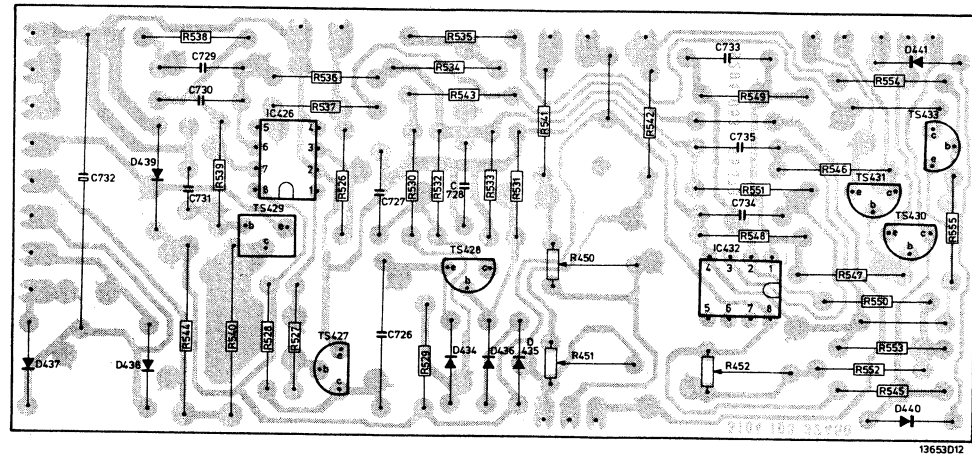 R538
R535
C733
D441
C729
R534
R554
R536
C730
R543
R549
R537
R541
R542
TS433
c
b
IC426
5 4
6 3
7 2
8 1
C735
D439
R539
R526
R530
R532
C728
R533
R531
R546
C732
C731
C727
R551
TS431
e c
b
C734
TS429
b e
c
R548
TS430
e c
b
R555
TS428
e c
b
R450
IC432
4 3 2 1
5 6 7 8
R547
R550
R544
R540
R528
R527
TS427
b
c
C726
R529
D434
D436
D435
R451
R452
R553
R552
R545
D437
D438
D440
13653D12